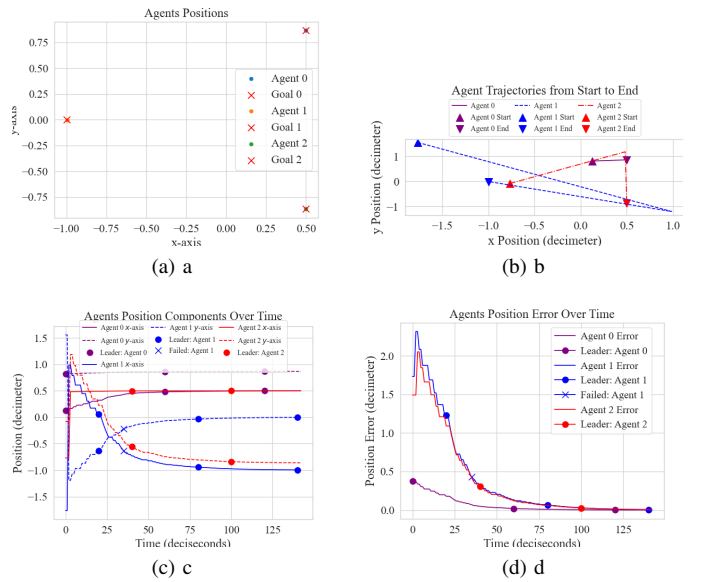 Agents Positions
0.75
0.50
0.25
0.00
−0.25
−0.50
−0.75
y-axis
Agent 0
Goal 0
Agent 1
Goal 1
Agent 2
Goal 2
−1.00 −0.75 −0.50 −0.25 0.00 0.25 0.50
x-axis
(a) a
Agent Trajectories from Start to End
Agent 0 Agent 1 Agent 2
Agent 0 Start Agent 1 Start Agent 2 Start
Agent 0 End Agent 1 End Agent 2 End
y Position (decimeter)
1
0
−1
−1.5 −1.0 −0.5 0.0 0.5 1.0
x Position (decimeter)
(b) b
Agents Position Components Over Time
Agent 0 x-axis Agent 1 y-axis Agent 2 x-axis
Agent 0 y-axis Leader: Agent 1 Agent 2 y-axis
Leader: Agent 0 Failed: Agent 1 Leader: Agent 2
Agent 1 x-axis
Position (decimeter)
1.5
1.0
0.5
0.0
−0.5
−1.0
−1.5
0 25 50 75 100 125
Time (deciseconds)
(c) c
Agents Position Error Over Time
Agent 0 Error
Leader: Agent 0
Agent 1 Error
Leader: Agent 1
Failed: Agent 1
Agent 2 Error
Leader: Agent 2
Position Error (decimeter)
2.0
1.5
1.0
0.5
0.0
0 25 50 75 100 125
Time (deciseconds)
(d) d